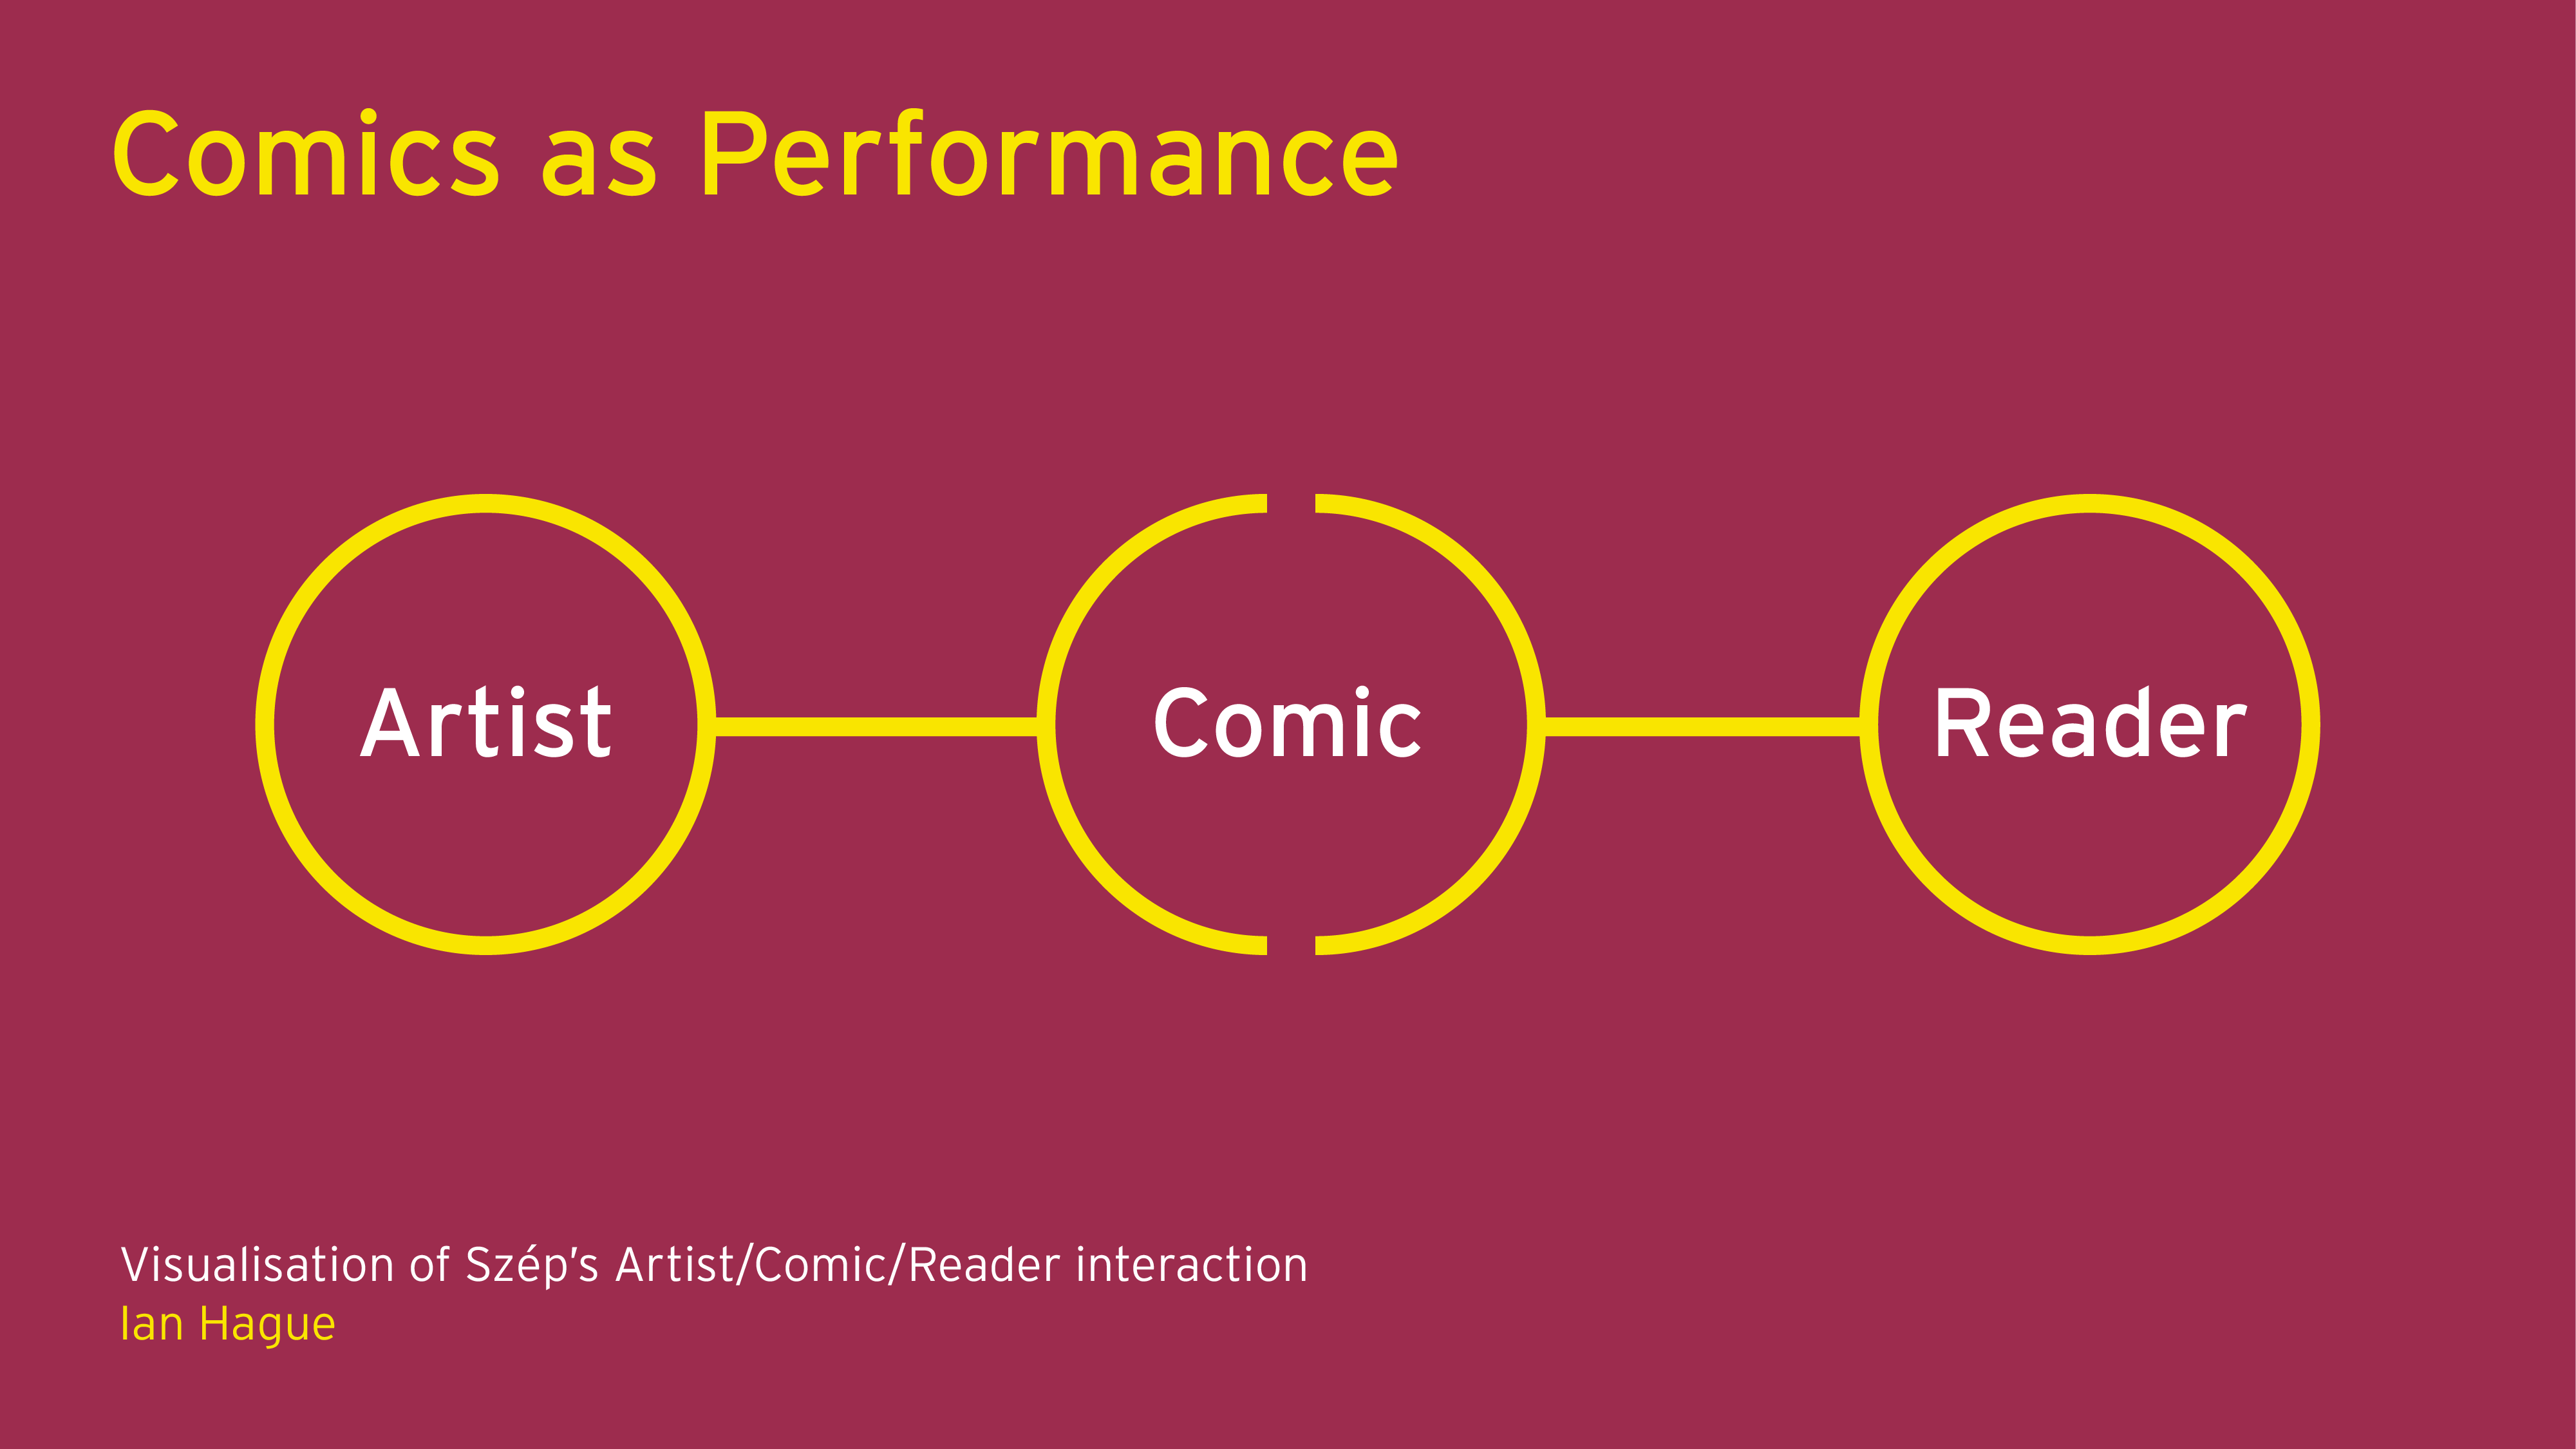 Comics as Performance
Artist
Comic
Reader
Visualisation of Szép's Artist/Comic/Reader interaction
Ian Hague